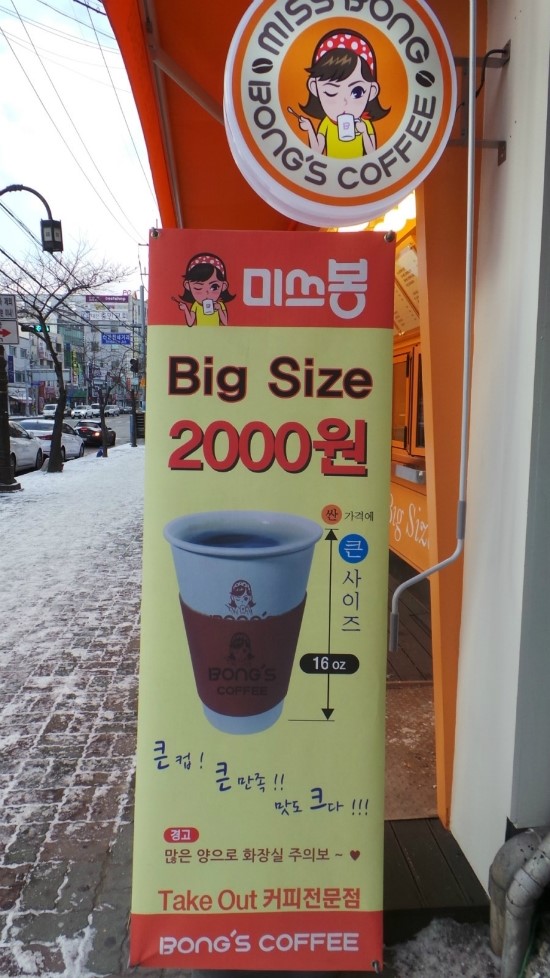 MISS BONG
BONG'S COFFEE
미쓰봉
Big Size
2000원
싼 가격에
큰 사이즈
16 oz
BONG'S
COFFEE
큰 컵!
큰 만족!!
맛도 크다!!!
경고
많은 양으로 화장실 주의보 ~ ♥
Take Out 커피전문점
BONG'S COFFEE
Big Size